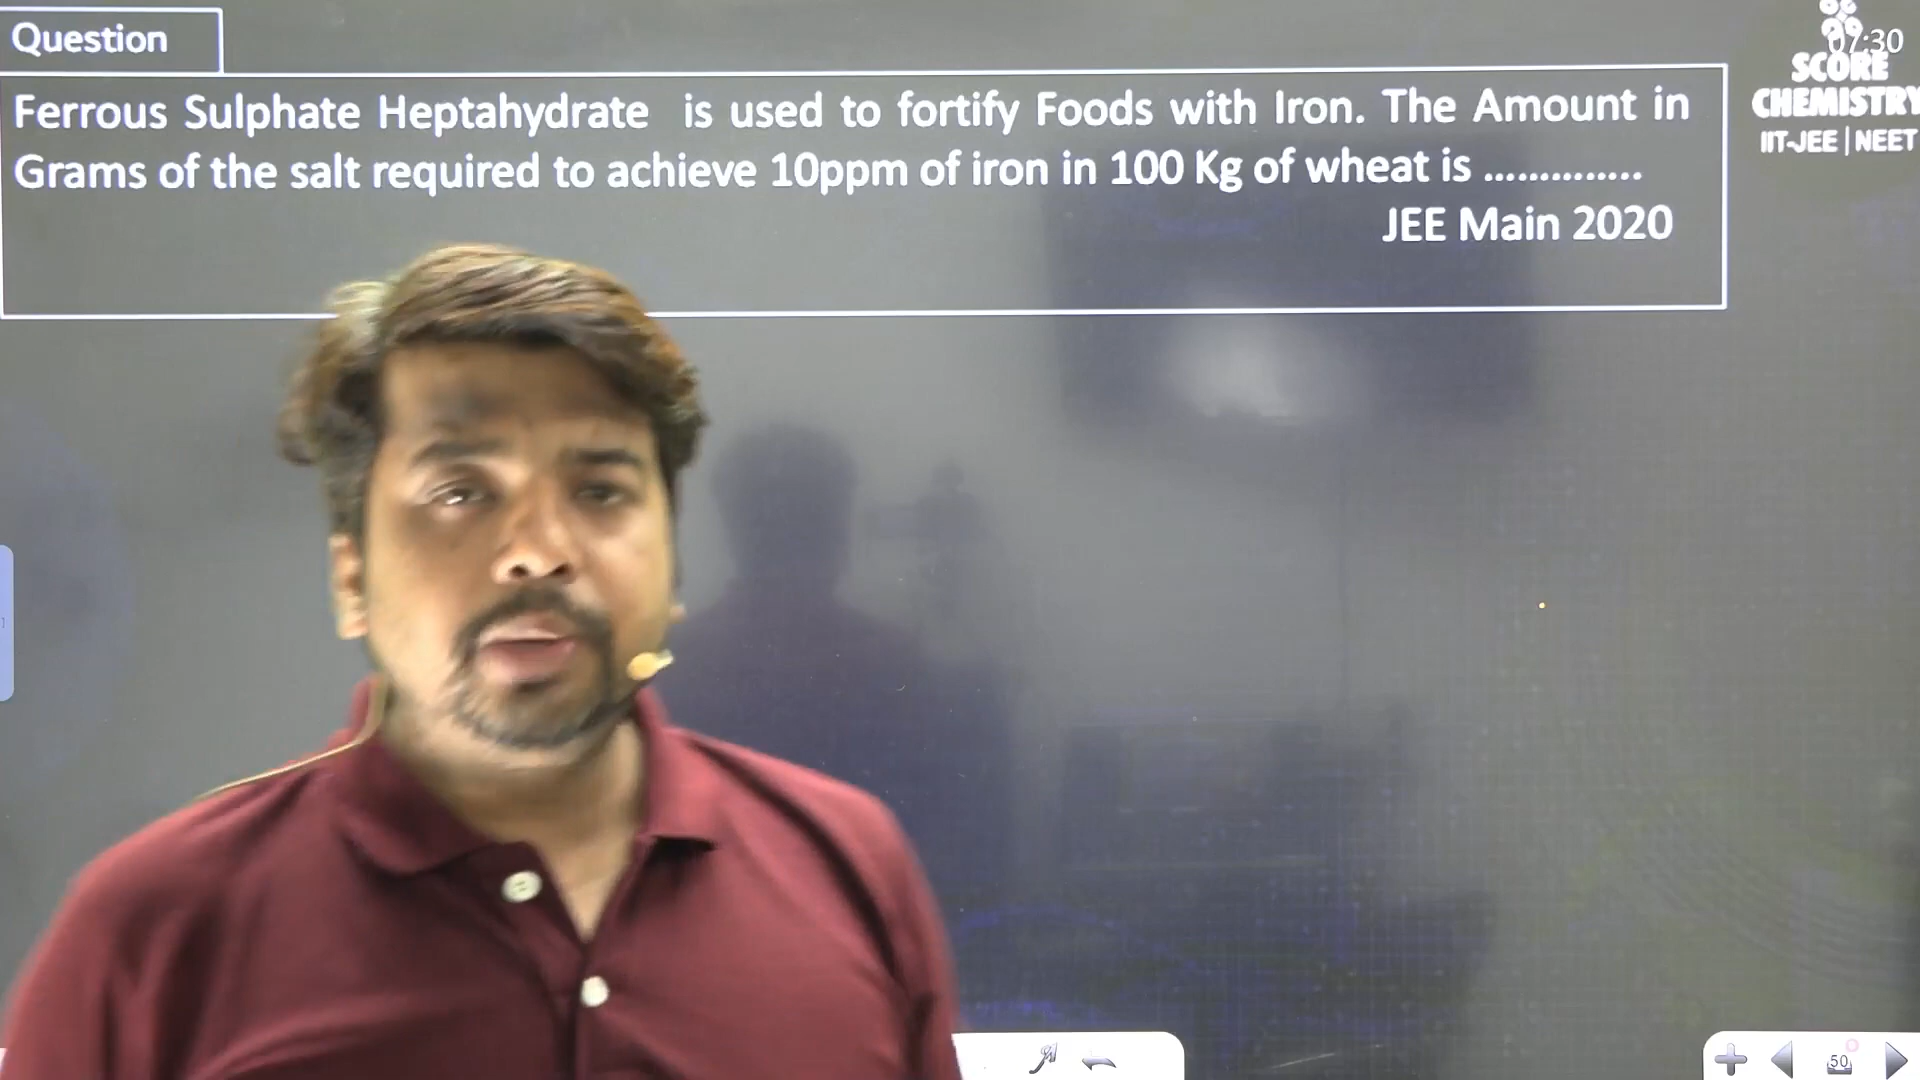 Question
07:30
SCORE
CHEMISTRY
IIT-JEE | NEET
Ferrous Sulphate Heptahydrate is used to fortify Foods with Iron. The Amount in
Grams of the salt required to achieve 10ppm of iron in 100 Kg of wheat is ..............
JEE Main 2020
50